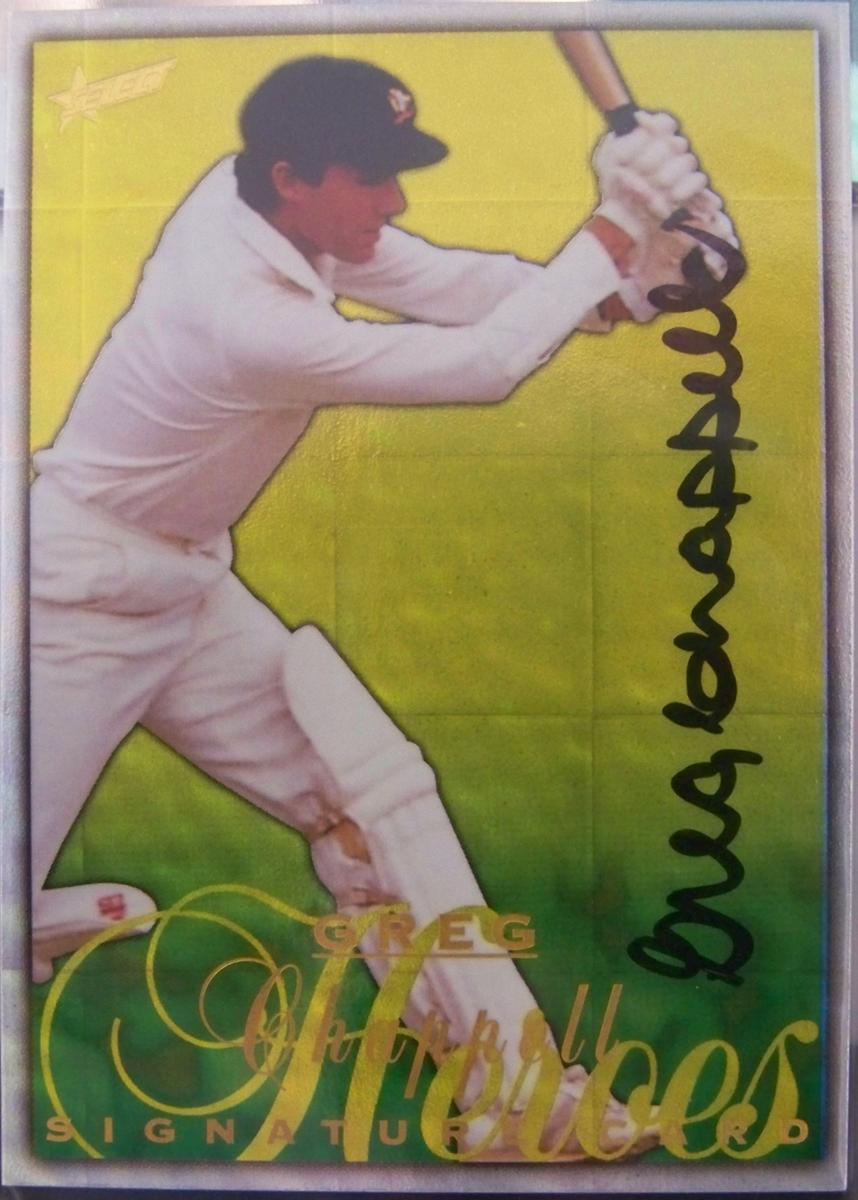 SELECT
Greg Chappell
GREG
Chappell
Heroes
SIGNATURE CARD